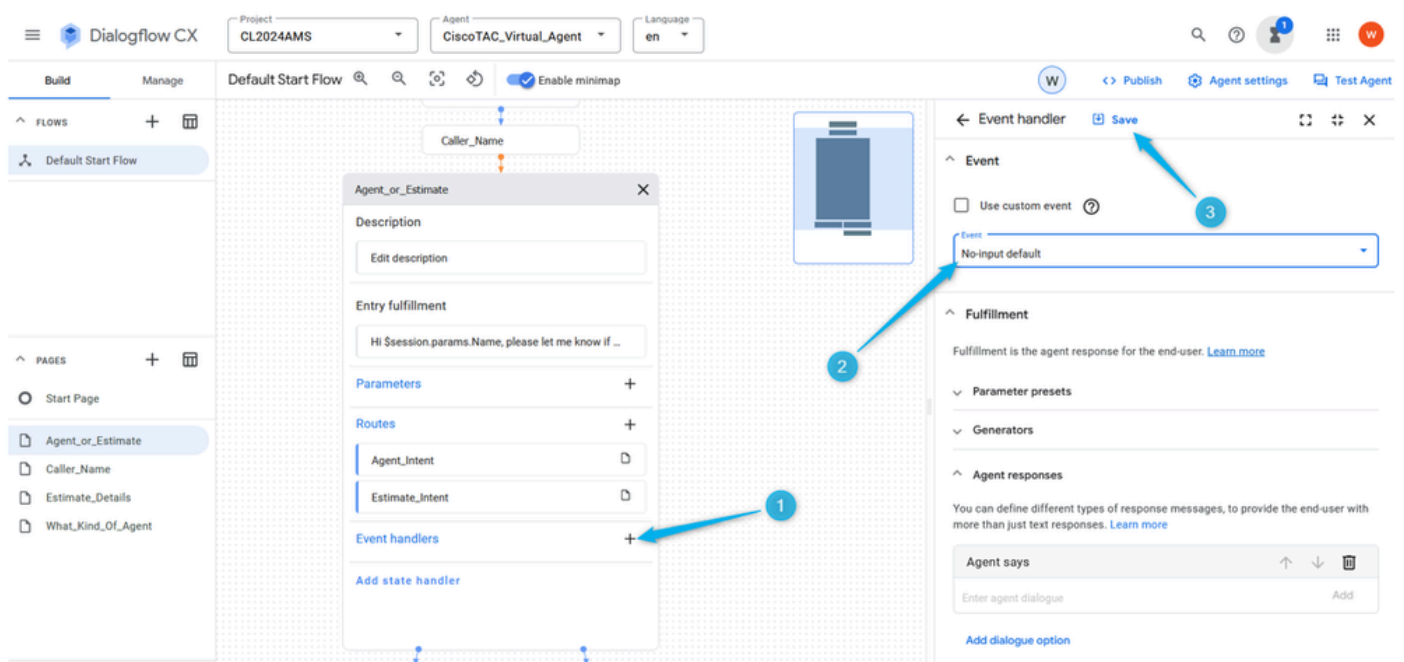 Dialogflow CX
Project
CL2024AMS
Agent
CiscoTAC_Virtual_Agent
Language
en
1
W
Build
Manage
Default Start Flow
Enable minimap
W
<> Publish
Agent settings
Test Agent
FLOWS
Default Start Flow
PAGES
Start Page
Agent_or_Estimate
Caller_Name
Estimate_Details
What_Kind_Of_Agent
Caller_Name
Agent_or_Estimate
Description
Edit description
Entry fulfillment
Hi $session.params.Name, please let me know if ...
Parameters
Routes
Agent_Intent
Estimate_Intent
Event handlers
Add state handler
1
2
3
Event handler
Save
Event
Use custom event
Event
No-input default
Fulfillment
Fulfillment is the agent response for the end-user. Learn more
Parameter presets
Generators
Agent responses
You can define different types of response messages, to provide the end-user with
more than just text responses. Learn more
Agent says
Enter agent dialogue
Add
Add dialogue option